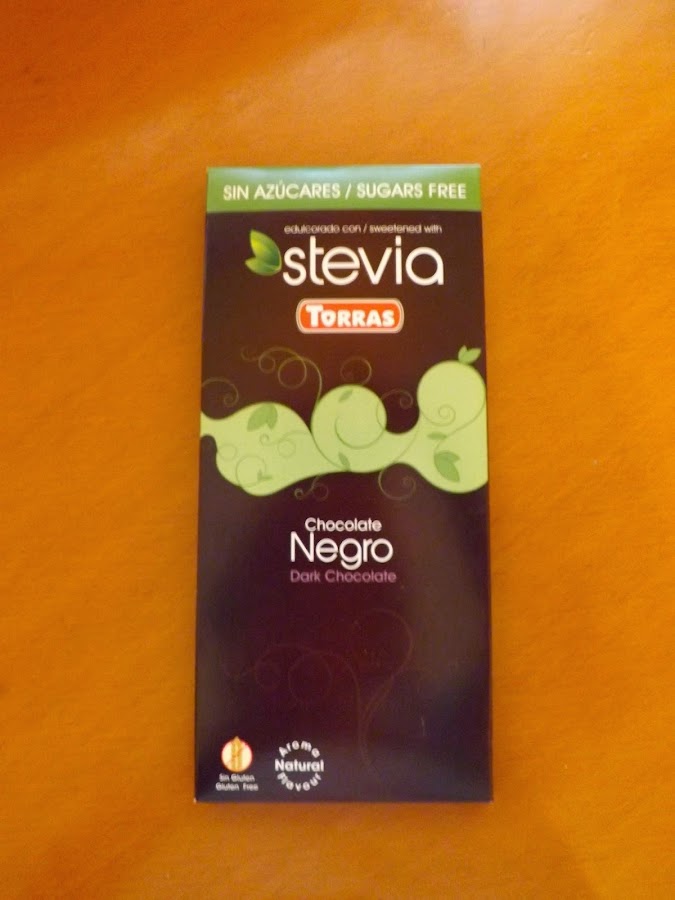 SIN AZÚCARES / SUGARS FREE
edulcorado con / sweetened with
stevia
TORRAS
Chocolate
Negro
Dark Chocolate
Sin Gluten
Gluten free
Aroma
Natural
Flavour